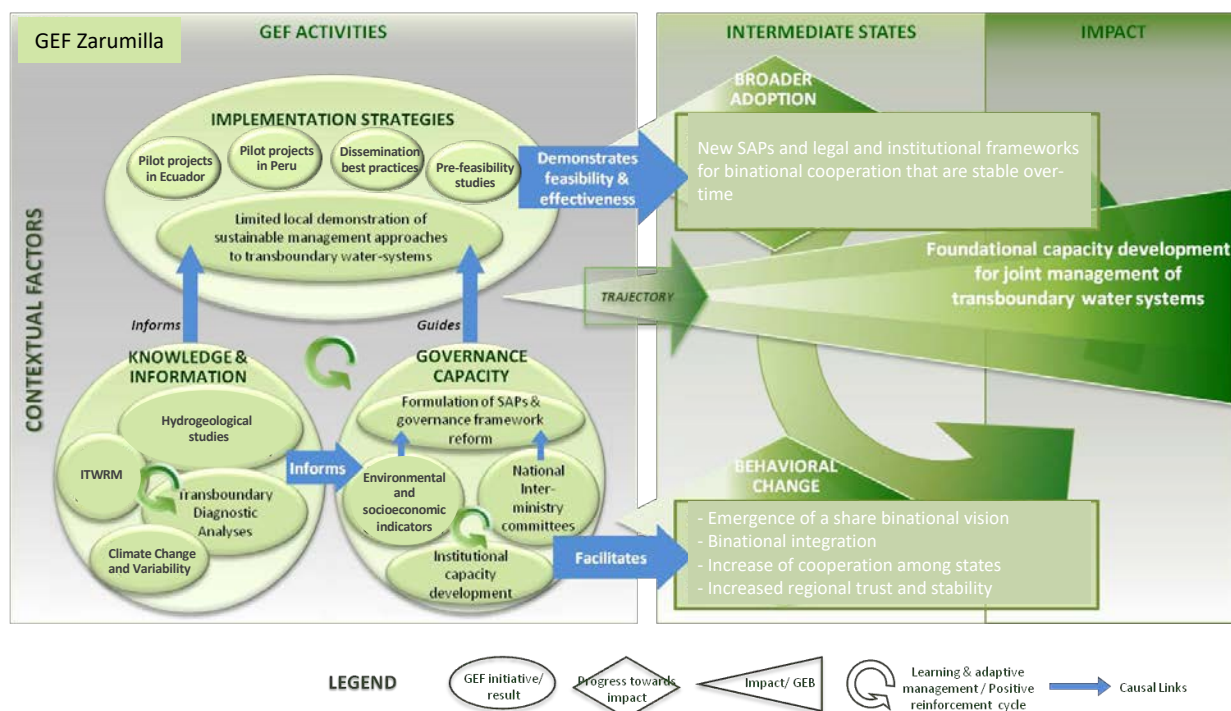 GEF Zarumilla
GEF ACTIVITIES
INTERMEDIATE STATES
IMPACT
CONTEXTUAL FACTORS
IMPLEMENTATION STRATEGIES
Pilot projects
in Ecuador
Pilot projects
in Peru
Dissemination
best practices
Pre-feasibility
studies
Limited local demonstration of
sustainable management approaches
to transboundary water-systems
Demonstrates
feasibility &
effectiveness
BROADER
ADOPTION
New SAPs and legal and institutional frameworks
for binational cooperation that are stable over-
time
Foundational capacity development
for joint management of
transboundary water systems
TRAJECTORY
Informs
Guides
KNOWLEDGE &
INFORMATION
Hydrogeological
studies
ITWRM
Transboundary
Diagnostic
Analyses
Climate Change
and Variability
Informs
GOVERNANCE
CAPACITY
Formulation of SAPs &
governance framework
reform
Environmental
and
socioeconomic
indicators
National
Inter-
ministry
committees
Institutional
capacity
development
Facilitates
BEHAVIORAL
CHANGE
- Emergence of a share binational vision
- Binational integration
- Increase of cooperation among states
- Increased regional trust and stability
LEGEND
GEF initiative/
result
Progress towards
impact
Impact/ GEB
Learning & adaptive
management / Positive
reinforcement cycle
Causal Links